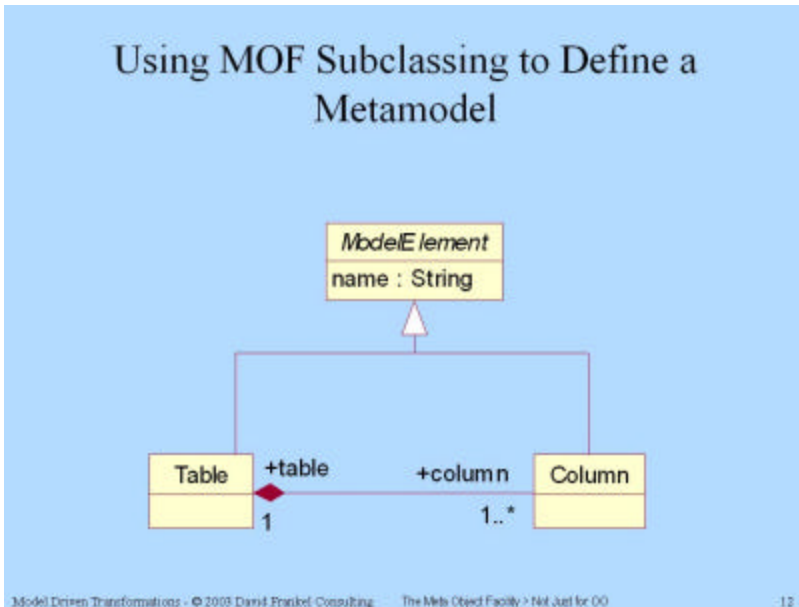 Using MOF Subclassing to Define a
Metamodel
ModelElement
name : String
Table
+table
+column
Column
1
1..*
Model Driven Transformations - © 2003 David Frankel Consulting
The Meta Object Facility > Not Just for OO
12